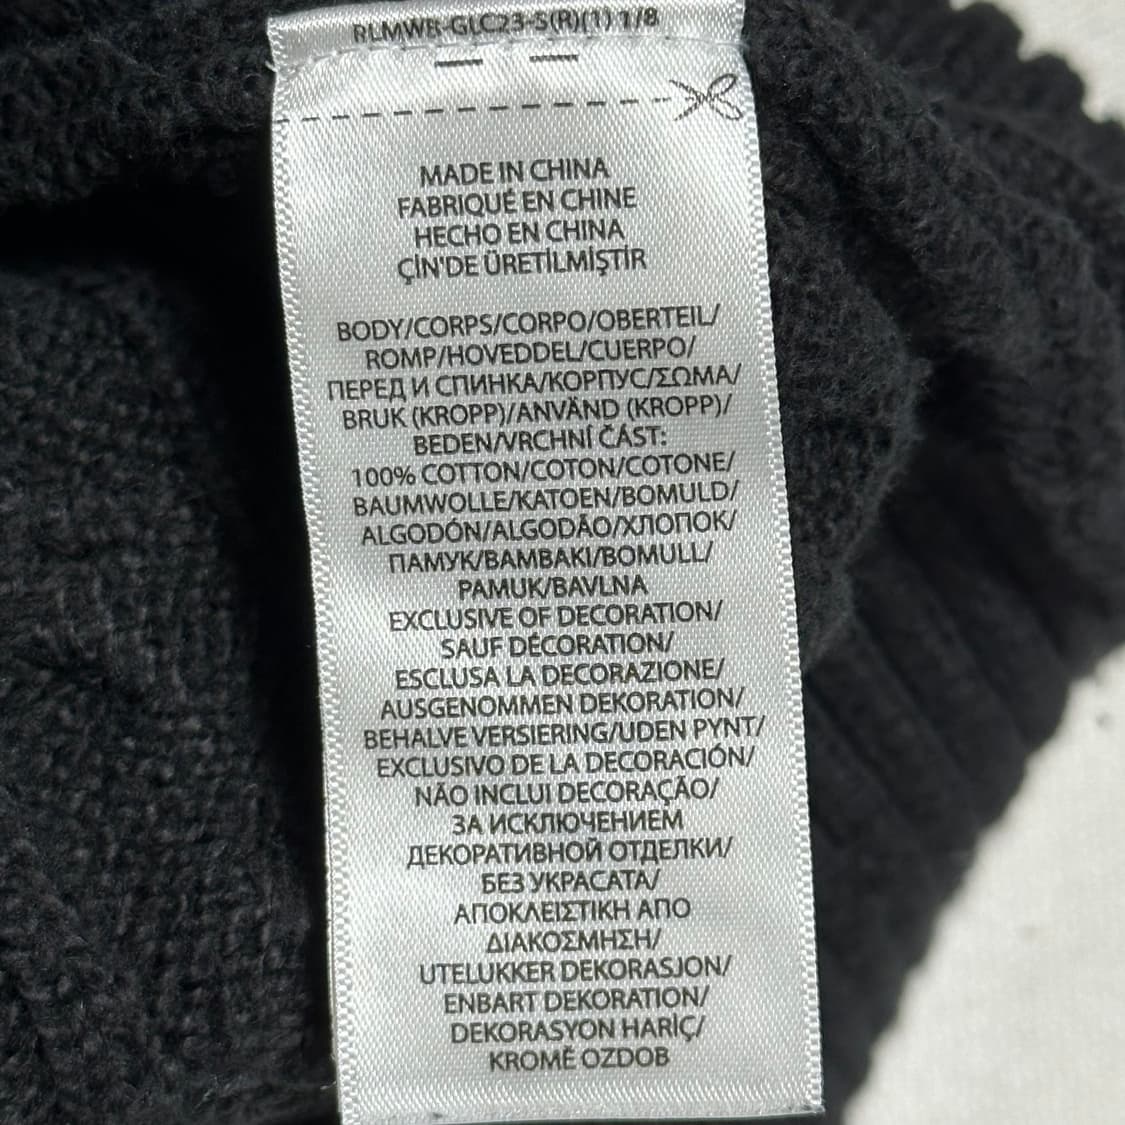 RLMWB-GLC23-S(R)(1) 1/8
MADE IN CHINA
FABRIQUÉ EN CHINE
HECHO EN CHINA
ÇİN'DE ÜRETİLMİŞTİR
BODY/CORPS/CORPO/OBERTEIL/
ROMP/HOVEDDEL/CUERPO/
ПЕРЕД И СПИНКА/КОРПУС/ΣΩΜΑ/
BRUK (KROPP)/ANVÄND (KROPP)/
BEDEN/VRCHNÍ ČÁST:
100% COTTON/COTON/COTONE/
BAUMWOLLE/KATOEN/BOMULD/
ALGODÓN/ALGODÃO/ХЛОПОК/
ПАМУК/ΒΑΜΒΑΚΙ/BOMULL/
PAMUK/BAVLNA
EXCLUSIVE OF DECORATION/
SAUF DÉCORATION/
ESCLUSA LA DECORAZIONE/
AUSGENOMMEN DEKORATION/
BEHALVE VERSIERING/UDEN PYNT/
EXCLUSIVO DE LA DECORACIÓN/
NÃO INCLUI DECORAÇÃO/
ЗА ИСКЛЮЧЕНИЕМ
ДЕКОРАТИВНОЙ ОТДЕЛКИ/
БЕЗ УКРАСАТА/
ΑΠΟΚΛΕΙΣΤΙΚΗ ΑΠΟ
ΔΙΑΚΟΣΜΗΣΗ/
UTELUKKER DEKORASJON/
ENBART DEKORATION/
DEKORASYON HARİÇ/
KROMĚ OZDOB